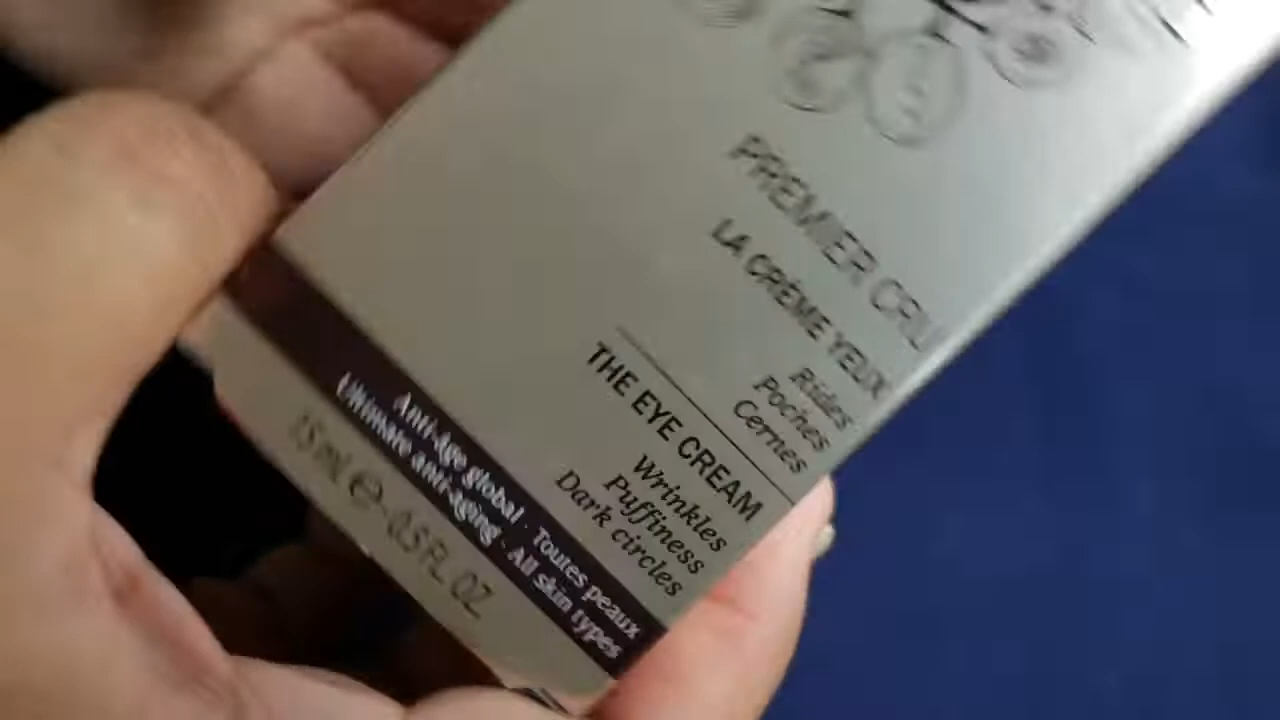 PREMIER CRU
LA CRÈME YEUX
Rides
Poches
Cernes
THE EYE CREAM
Wrinkles
Puffiness
Dark circles
Anti-âge global · Toutes peaux
Ultimate anti-aging · All skin types
15 mL e - 0.5 FL. OZ.